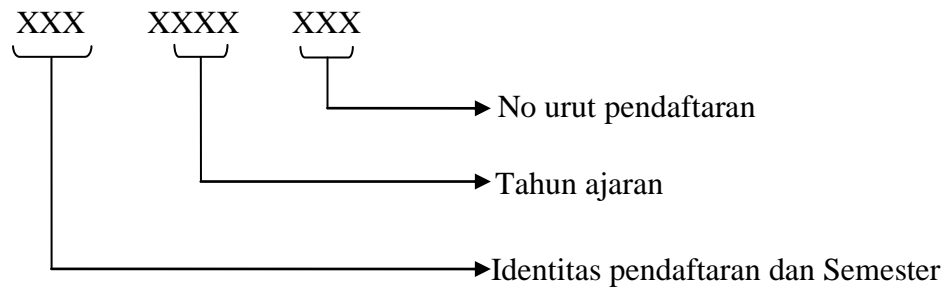 XXX XXXX XXX
No urut pendaftaran
Tahun ajaran
Identitas pendaftaran dan Semester